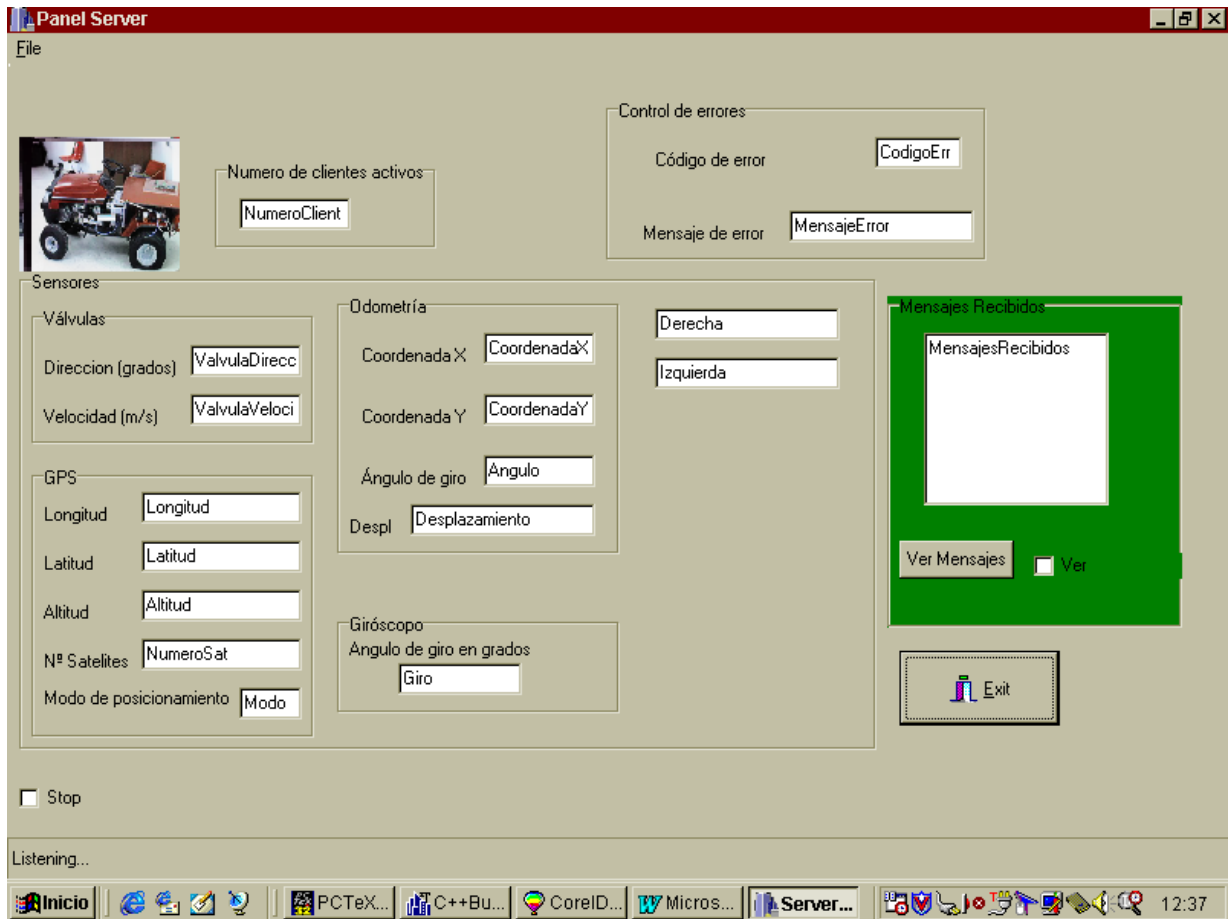 Panel Server
File
Control de errores
Código de error CodigoErr
Numero de clientes activos
NumeroClient
Mensaje de error MensajeError
Sensores
Válvulas
Direccion (grados) ValvulaDirecc
Velocidad (m/s) ValvulaVeloci
GPS
Longitud Longitud
Latitud Latitud
Altitud Altitud
Nº Satelites NumeroSat
Modo de posicionamiento Modo
Odometría
Coordenada X CoordenadaX
Coordenada Y CoordenadaY
Ángulo de giro Angulo
Despl Desplazamiento
Giróscopo
Angulo de giro en grados
Giro
Derecha
Izquierda
Mensajes Recibidos
MensajesRecibidos
Ver Mensajes Ver
Exit
Stop
Listening...
Inicio PCTeX... C++Bu... CorelD... Micros... Server... 12:37